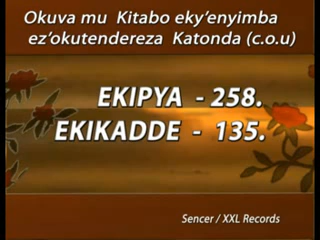 Okuva mu Kitabo eky'enyimba
ez'okutendereza Katonda (c.o.u)
EKIPYA - 258.
EKIKADDE - 135.
Sencer / XXL Records